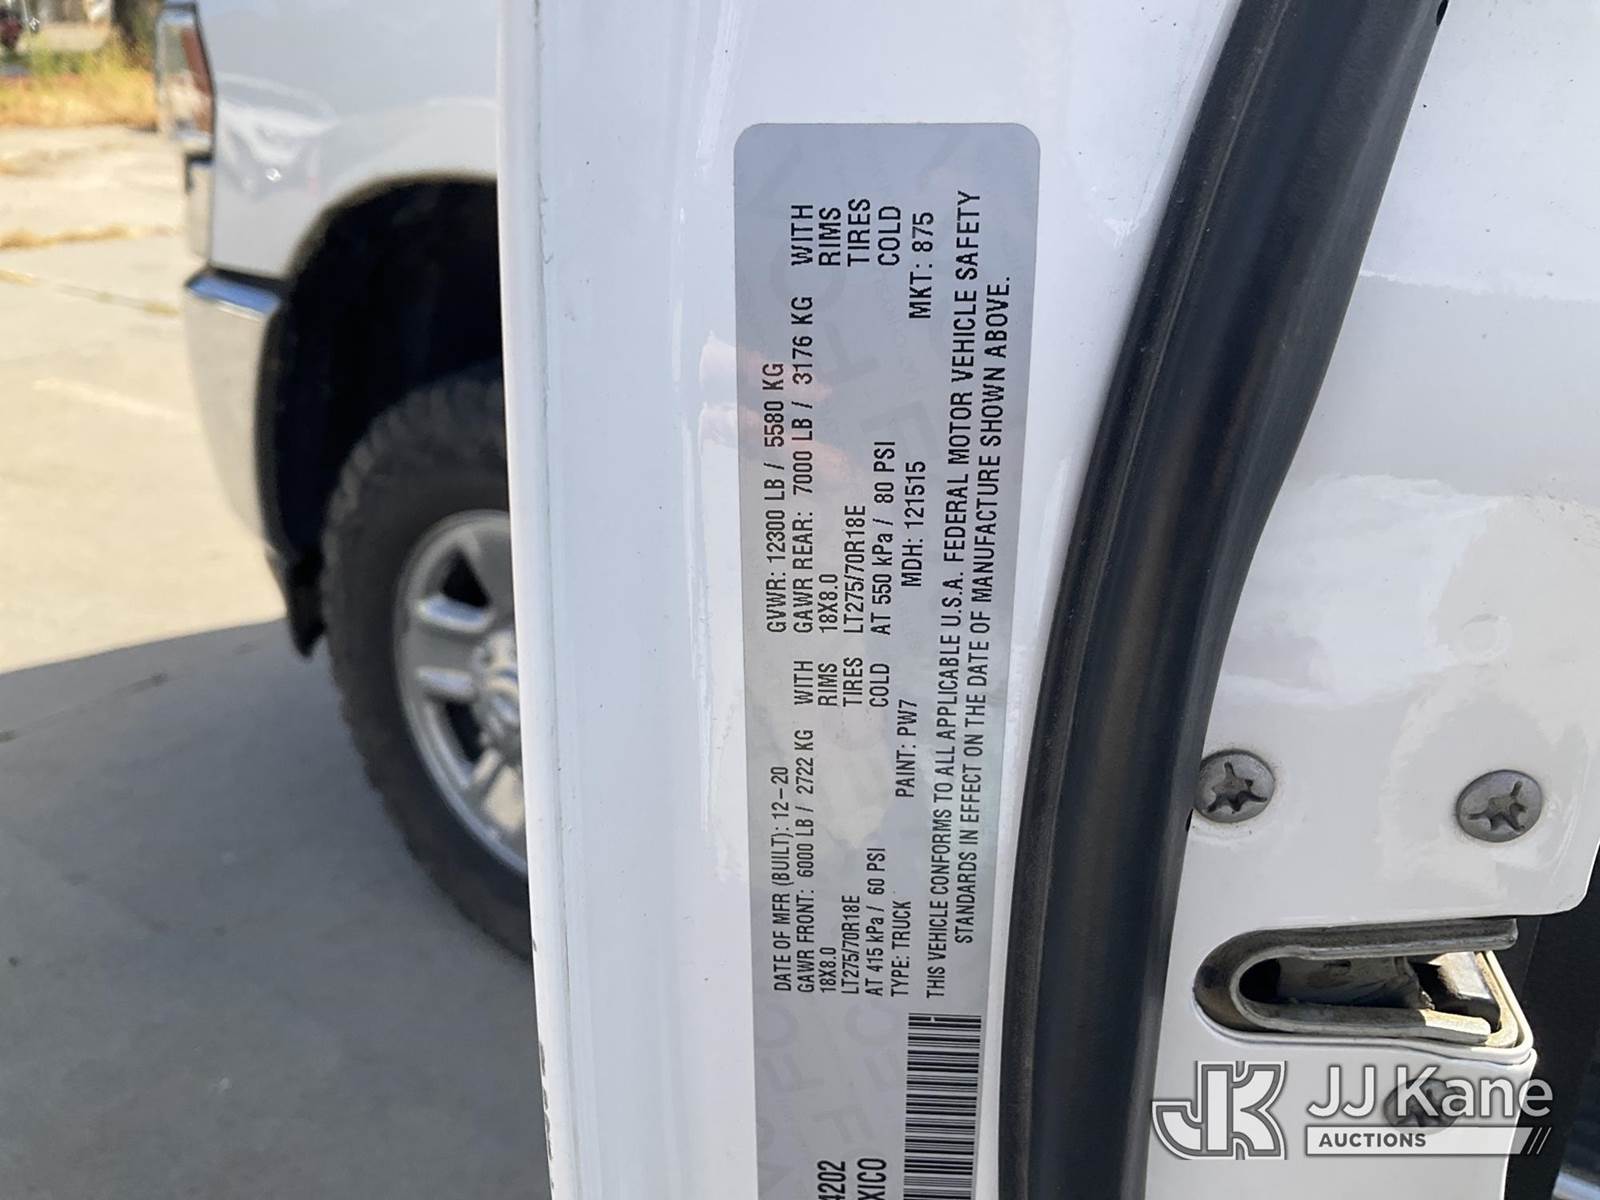 DATE OF MFR (BUILT): 12-20 GVWR: 12300 LB / 5580 KG
GAWR FRONT: 6000 LB / 2722 KG WITH GAWR REAR: 7000 LB / 3176 KG WITH
18X8.0 RIMS 18X8.0 RIMS
LT275/70R18E TIRES LT275/70R18E TIRES
AT 415 kPa / 60 PSI COLD AT 550 kPa / 80 PSI COLD
TYPE: TRUCK PAINT: PW7 MDH: 121515 MKT: 875
THIS VEHICLE CONFORMS TO ALL APPLICABLE U.S.A. FEDERAL MOTOR VEHICLE SAFETY
STANDARDS IN EFFECT ON THE DATE OF MANUFACTURE SHOWN ABOVE.
4202
XICO
JJ Kane
AUCTIONS